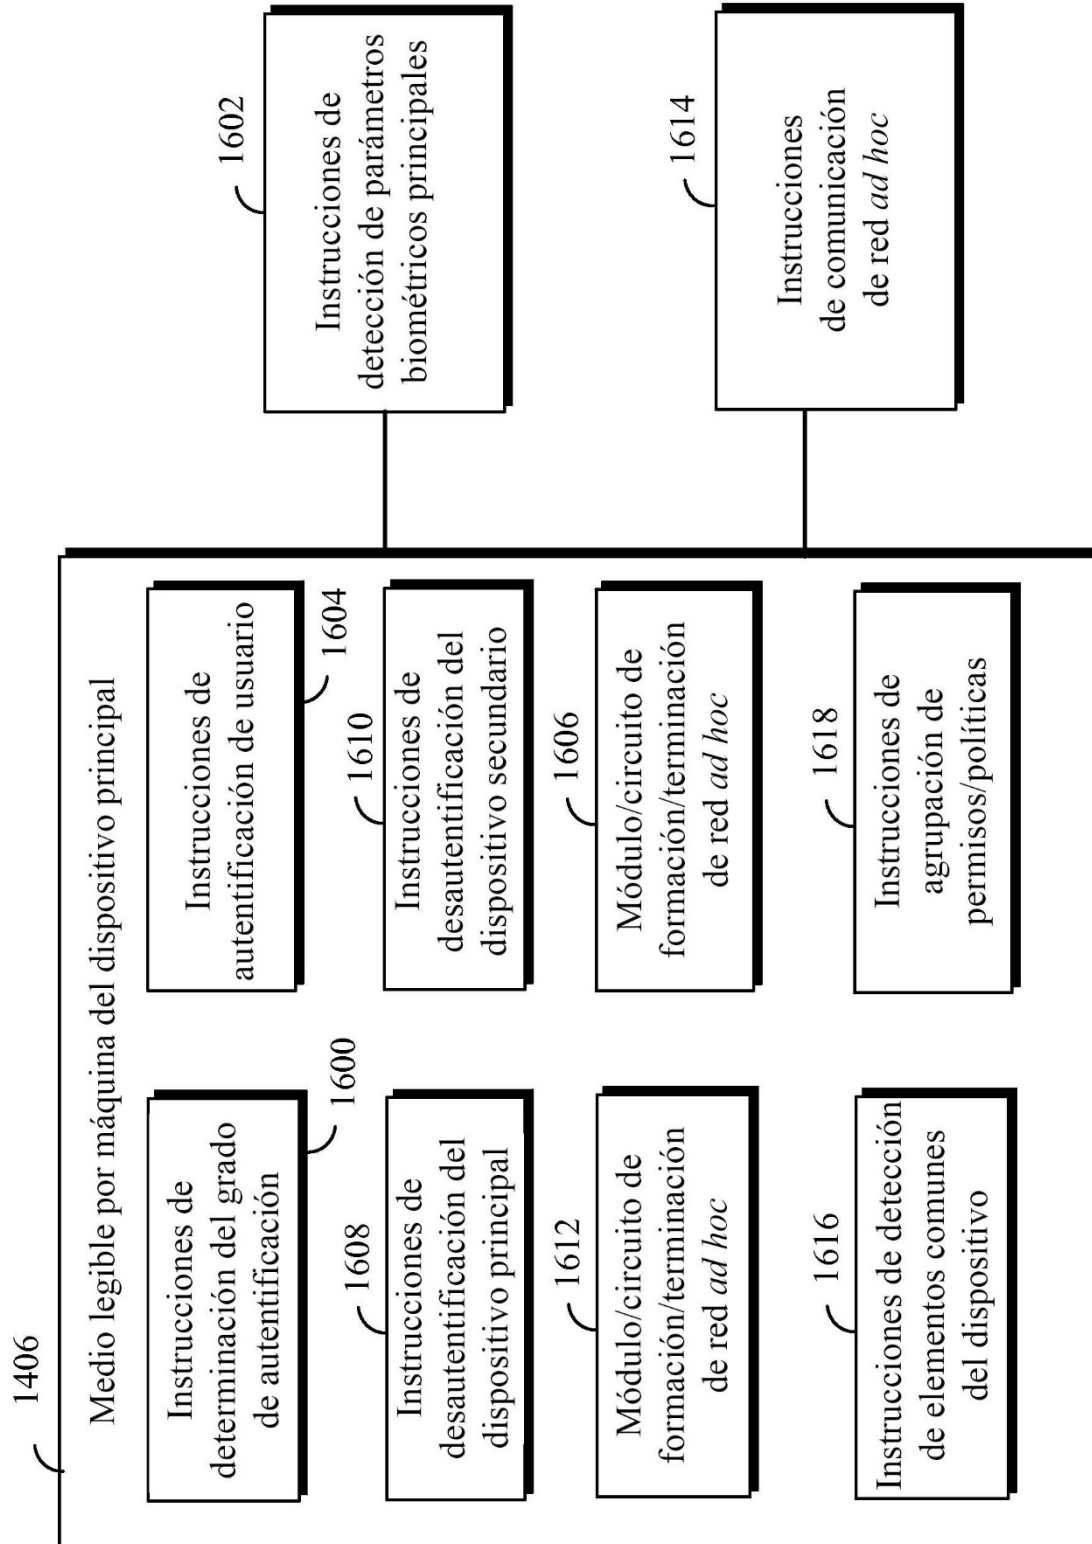 1406
Medio legible por máquina del dispositivo principal
Instrucciones de
determinación del grado
de autentificación
1600
Instrucciones de
autentificación de usuario
1604
1602
Instrucciones de
detección de parámetros
biométricos principales
1608
Instrucciones de
desautentificación del
dispositivo principal
1610
Instrucciones de
desautentificación del
dispositivo secundario
1612
Módulo/circuito de
formación/terminación
de red ad hoc
1606
Módulo/circuito de
formación/terminación
de red ad hoc
1614
Instrucciones
de comunicación
de red ad hoc
1616
Instrucciones de detección
de elementos comunes
del dispositivo
1618
Instrucciones de
agrupación de
permisos/políticas